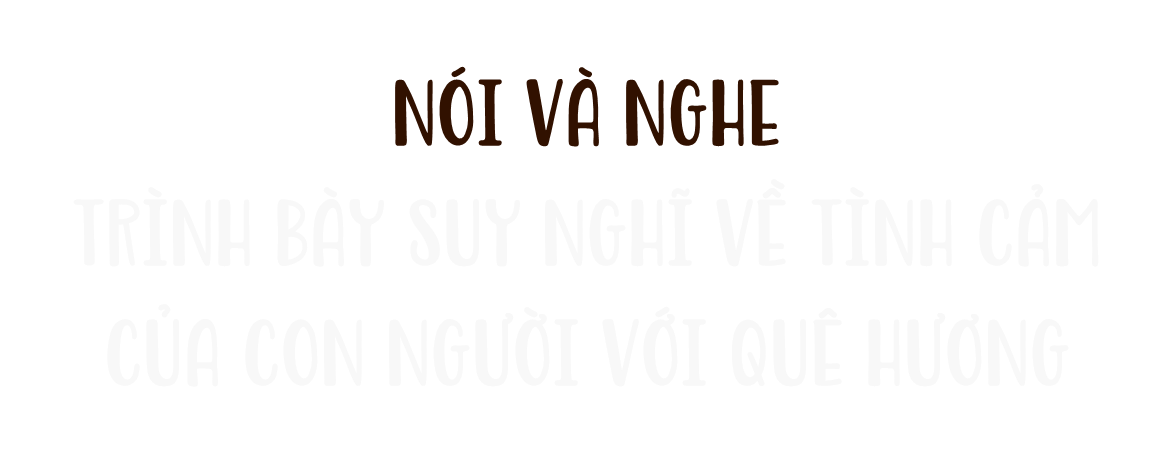 NÓI VÀ NGHE
TRÌNH BÀY SUY NGHĨ VỀ TÌNH CẢM
CỦA CON NGƯỜI VỚI QUÊ HƯƠNG